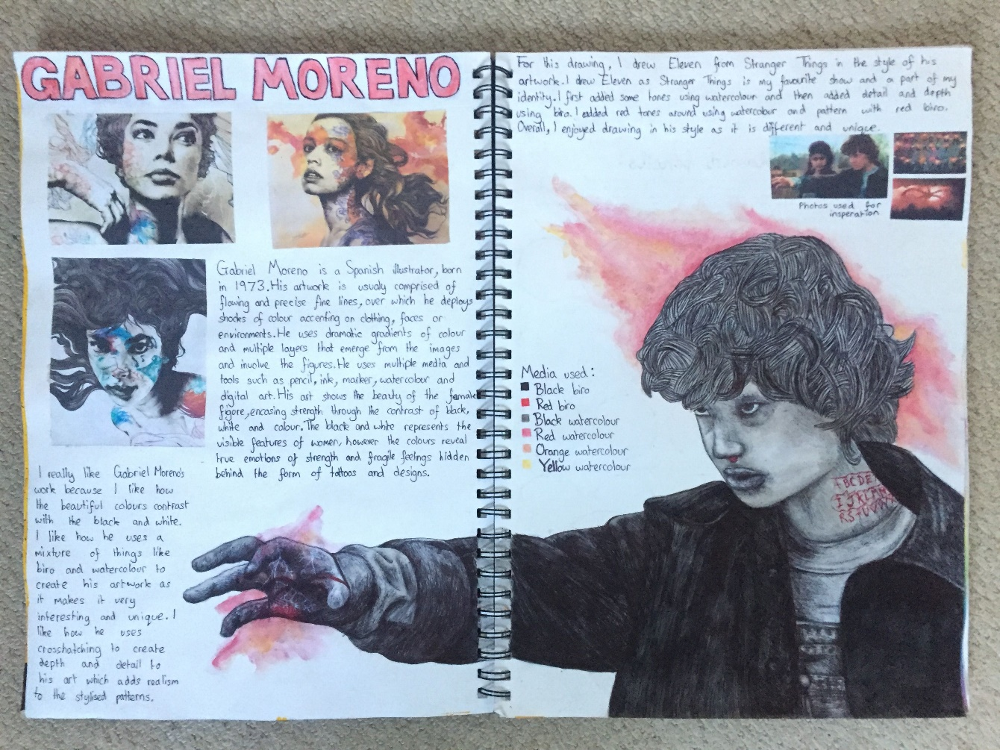 GABRIEL MORENO
Gabriel Moreno is a Spanish illustrator, born
in 1973. His artwork is usualy comprised of
flowing and precise fine lines, over which he deploys
shades of colour accenting on clothing, faces or
environments. He uses dramatic gradients of colour
and multiple layers that emerge from the images
and involve the figures. He uses multiple media and
tools such as pencil, ink, marker, watercolour and
digital art. His art shows the beauty of the female
figure, encasing strength through the contrast of black,
white and colour. The black and white represents the
visible features of women, however the colours reveal
true emotions of strength and fragile feelings hidden
behind the form of tattoos and designs.
I really like Gabriel Moreno's
work because I like how
the beautiful colours contrast
with the black and white.
I like how he uses a
mixture of things like
biro and watercolour to
create his artwork as
it makes it very
interesting and unique. I
like how he uses
crosshatching to create
depth and detail to
his art which adds realism
to the stylised patterns.
For this drawing, I drew Eleven from Stranger Things in the style of his
artwork. I drew Eleven as Stranger Things is my favourite show and a part of my
identity. I first added some tones using watercolour and then added detail and depth
using biro. I added red tones around using watercolour and pattern with red biro.
Overall, I enjoyed drawing in his style as it is different and unique.
Photos used for
insperation
Media used:
Black biro
Red biro
Black watercolour
Red watercolour
Orange watercolour
Yellow watercolour